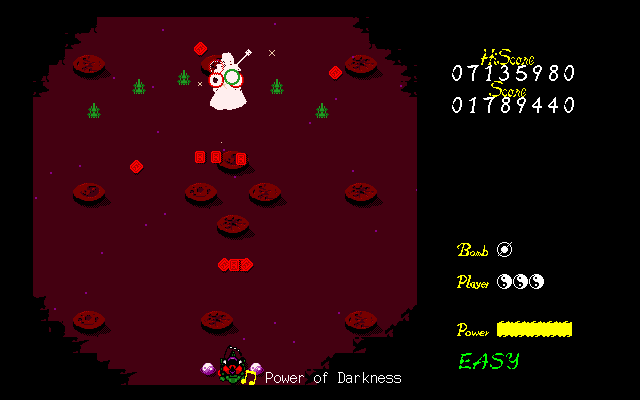 HiScore
07135980
Score
01789440
Bomb
Player
Power
EASY
♫ Power of Darkness